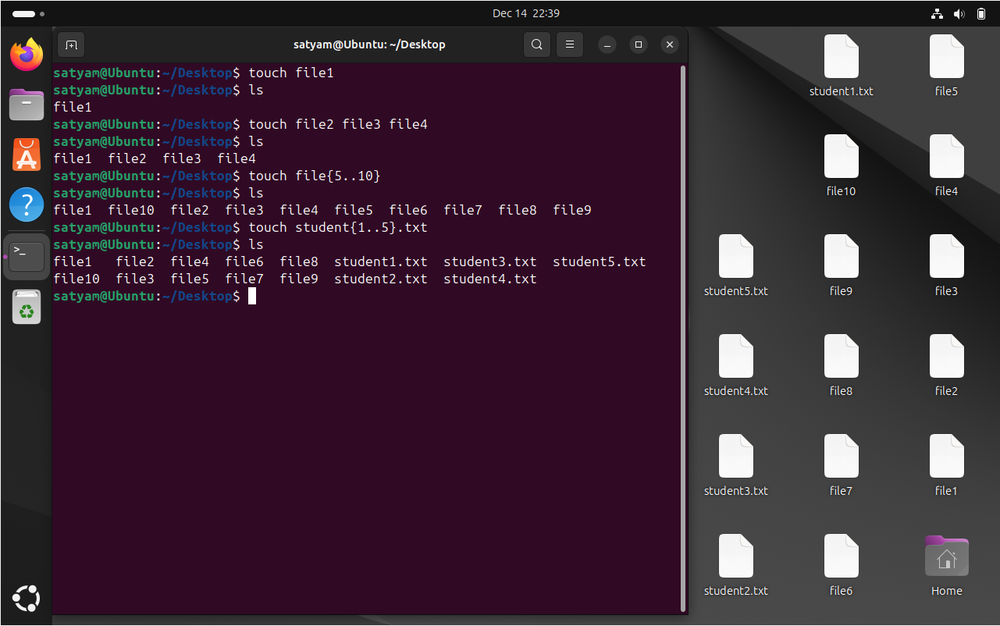 Dec 14 22:39
satyam@Ubuntu: ~/Desktop
satyam@Ubuntu:~/Desktop$ touch file1
satyam@Ubuntu:~/Desktop$ ls
file1
satyam@Ubuntu:~/Desktop$ touch file2 file3 file4
satyam@Ubuntu:~/Desktop$ ls
file1  file2  file3  file4
satyam@Ubuntu:~/Desktop$ touch file{5..10}
satyam@Ubuntu:~/Desktop$ ls
file1  file10  file2  file3  file4  file5  file6  file7  file8  file9
satyam@Ubuntu:~/Desktop$ touch student{1..5}.txt
satyam@Ubuntu:~/Desktop$ ls
file1   file2  file4  file6  file8  student1.txt  student3.txt  student5.txt
file10  file3  file5  file7  file9  student2.txt  student4.txt
satyam@Ubuntu:~/Desktop$
student1.txt file5
file10 file4
student5.txt file9 file3
student4.txt file8 file2
student3.txt file7 file1
student2.txt file6 Home